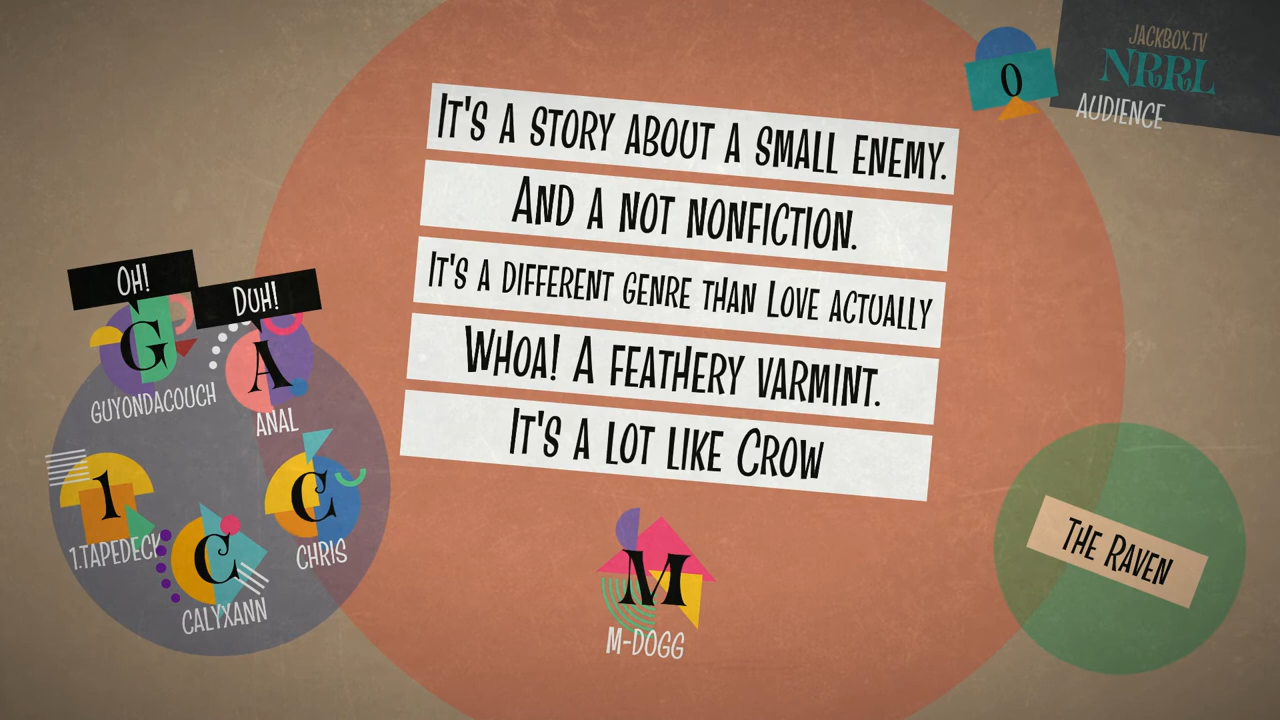 JACKBOX.TV
NRRL
0
AUDIENCE
It's a story about a small enemy.
And a not nonfiction.
It's a different genre than Love Actually
Whoa! A feathery varmint.
It's a lot like Crow
Oh!
Duh!
G
GUYONDACOUCH
A
ANAL
1
1.TAPEDECK
C
CALYXANN
C
CHRIS
M
M-DOGG
The Raven